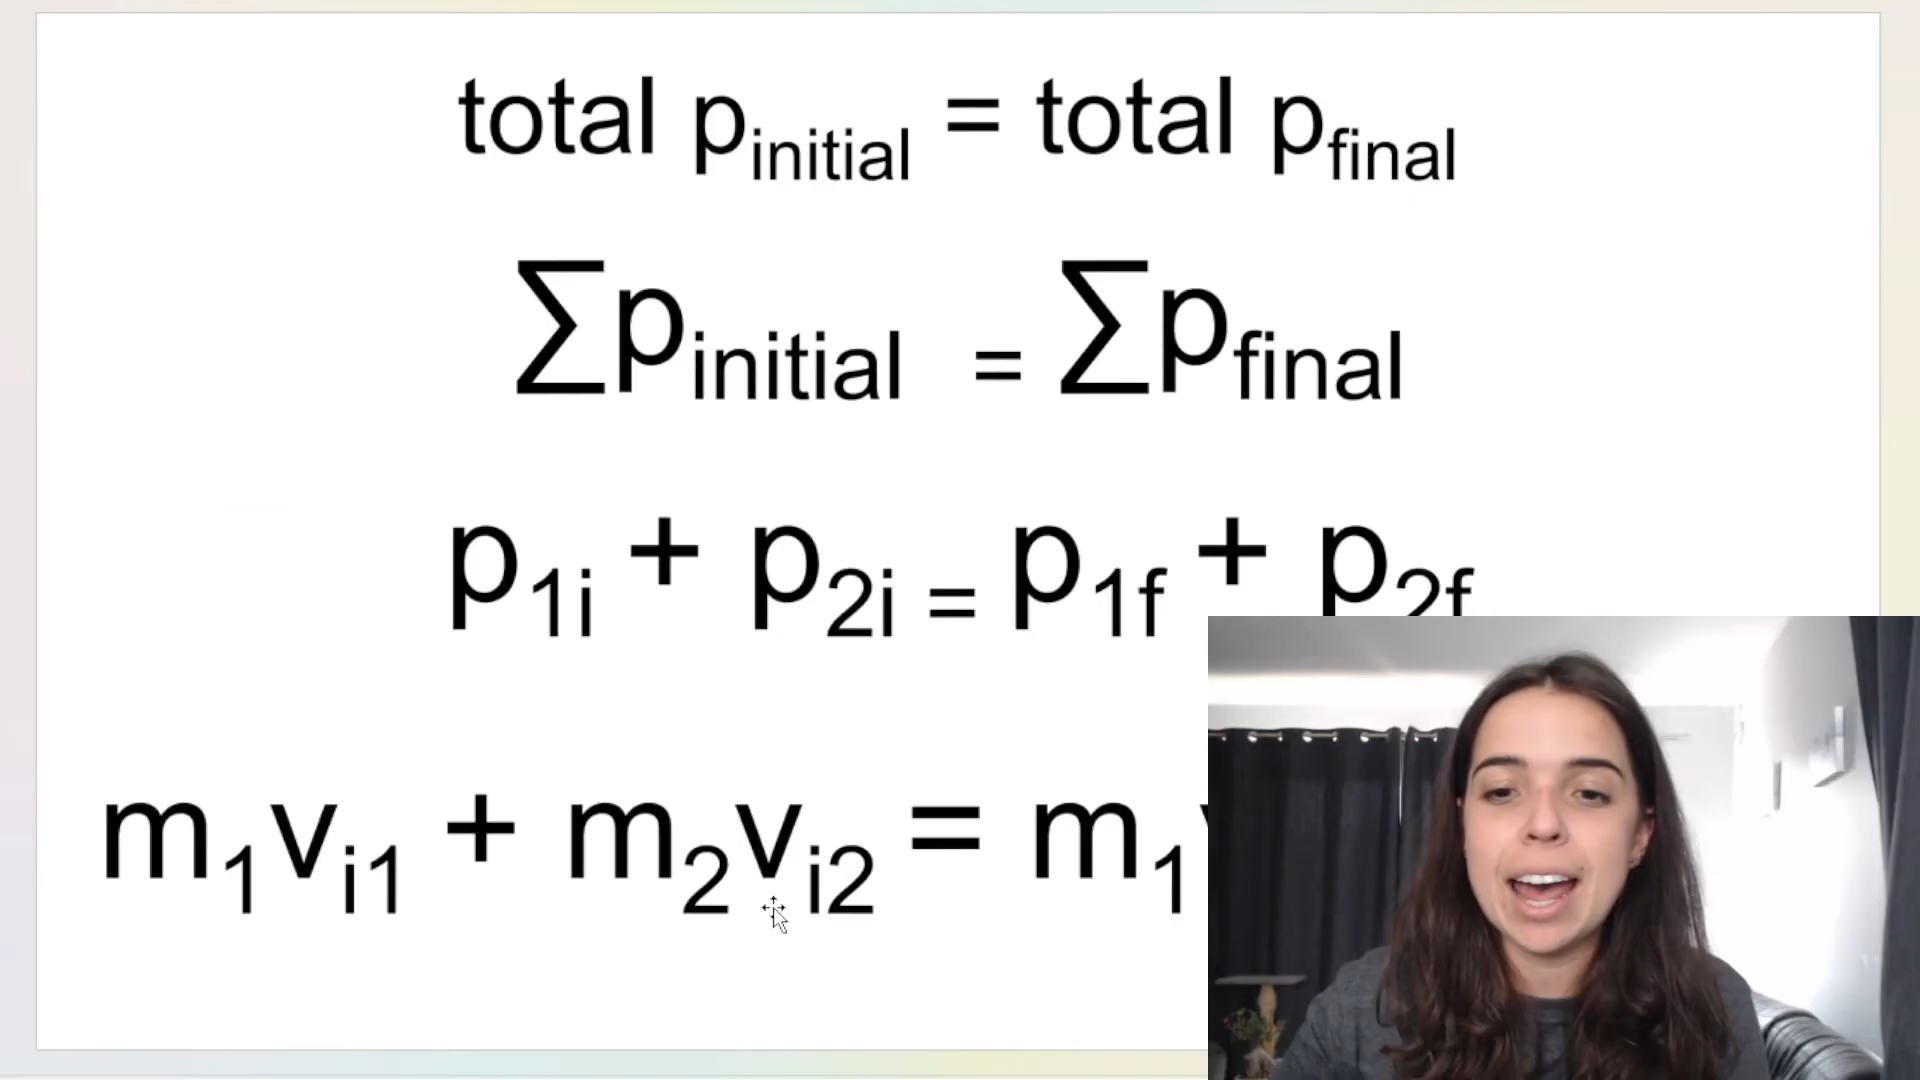 total p_initial = total p_final
∑p_initial = ∑p_final
p_1i + p_2i = p_1f + p_2f
m_1v_i1 + m_2v_i2 = m_1